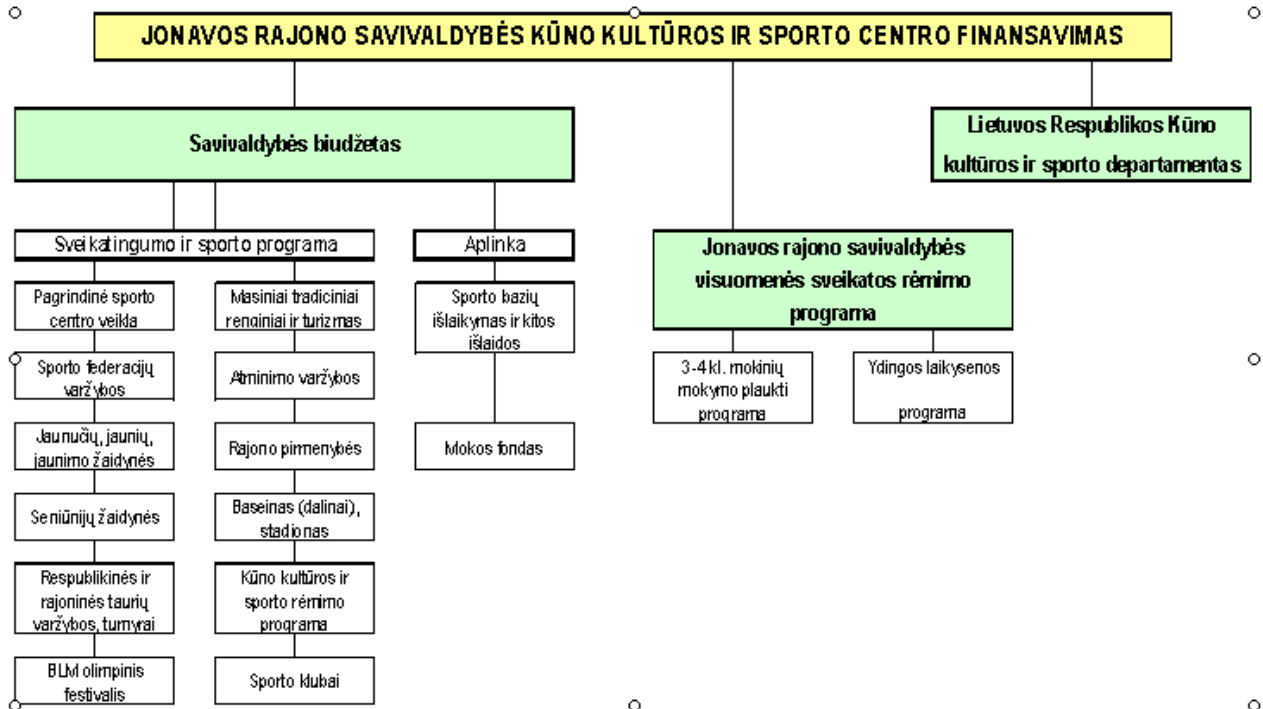 JONAVOS RAJONO SAVIVALDYBĖS KŪNO KULTŪROS IR SPORTO CENTRO FINANSAVIMAS
Savivaldybės biudžetas
Lietuvos Respublikos Kūno
kultūros ir sporto departamentas
Sveikatingumo ir sporto programa
Aplinka
Jonavos rajono savivaldybės
visuomenės sveikatos rėmimo
programa
Pagrindinė sporto
centro veikla
Masiniai tradiciniai
renginiai ir turizmas
Sporto bazių
išlaikymas ir kitos
išlaidos
Sporto federacijų
varžybos
Atminimo varžybos
3-4 kl. mokinių
mokymo plaukti
programa
Ydingos laikysenos
programa
Jaunučių, jaunių,
jaunimo žaidynės
Rajono pirmenybės
Mokos fondas
Seniūnijų žaidynės
Baseinas (dalinai),
stadionas
Respublikinės ir
rajoninės taurių
varžybos, turnyrai
Kūno kultūros ir
sporto rėmimo
programa
BLM olimpinis
festivalis
Sporto klubai